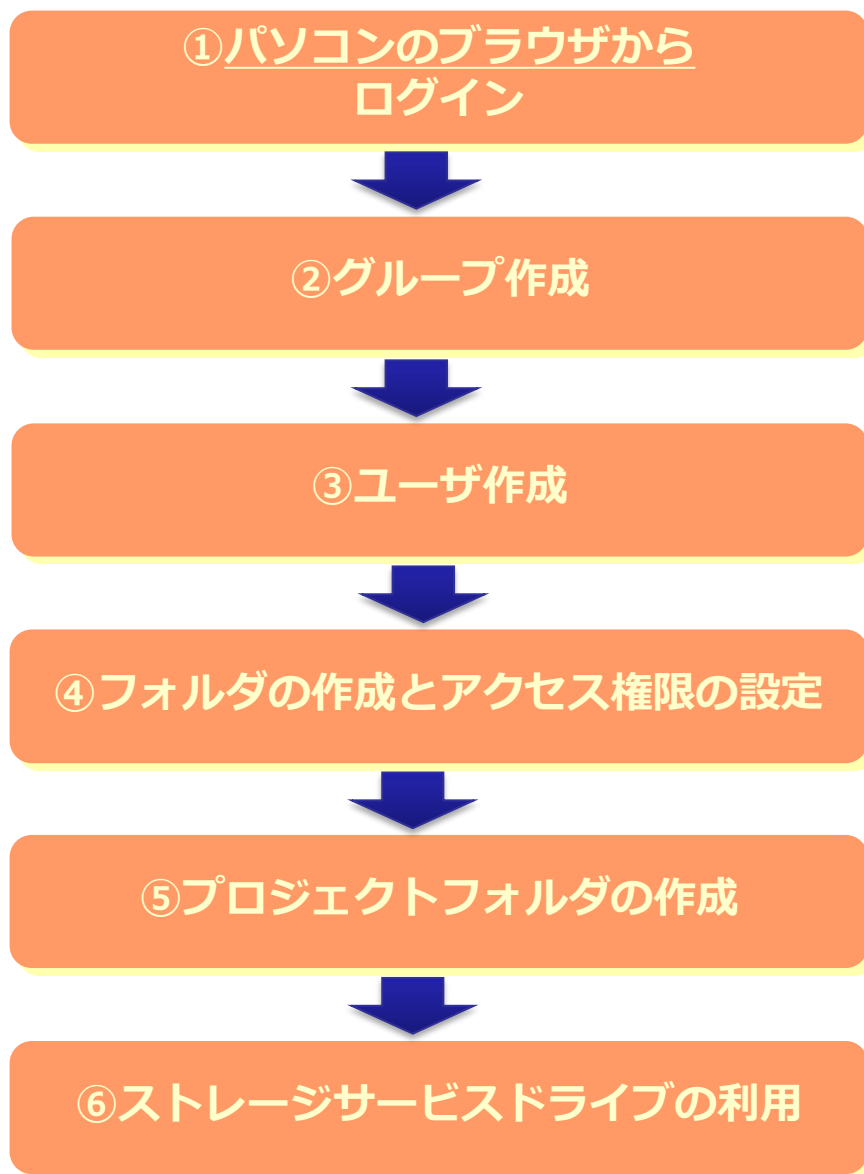 ①パソコンのブラウザから
ログイン
②グループ作成
③ユーザ作成
④フォルダの作成とアクセス権限の設定
⑤プロジェクトフォルダの作成
⑥ストレージサービスドライブの利用